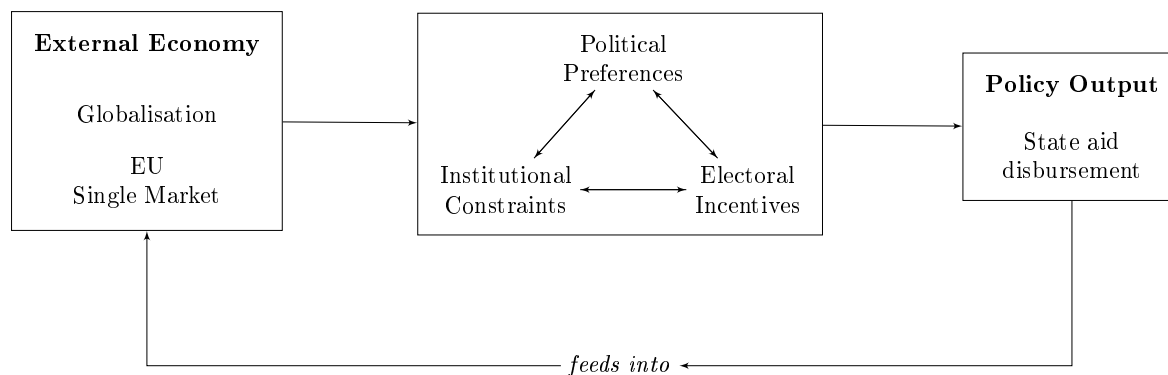 External Economy
Globalisation
EU
Single Market
Political
Preferences
Institutional
Constraints
Electoral
Incentives
Policy Output
State aid
disbursement
feeds into